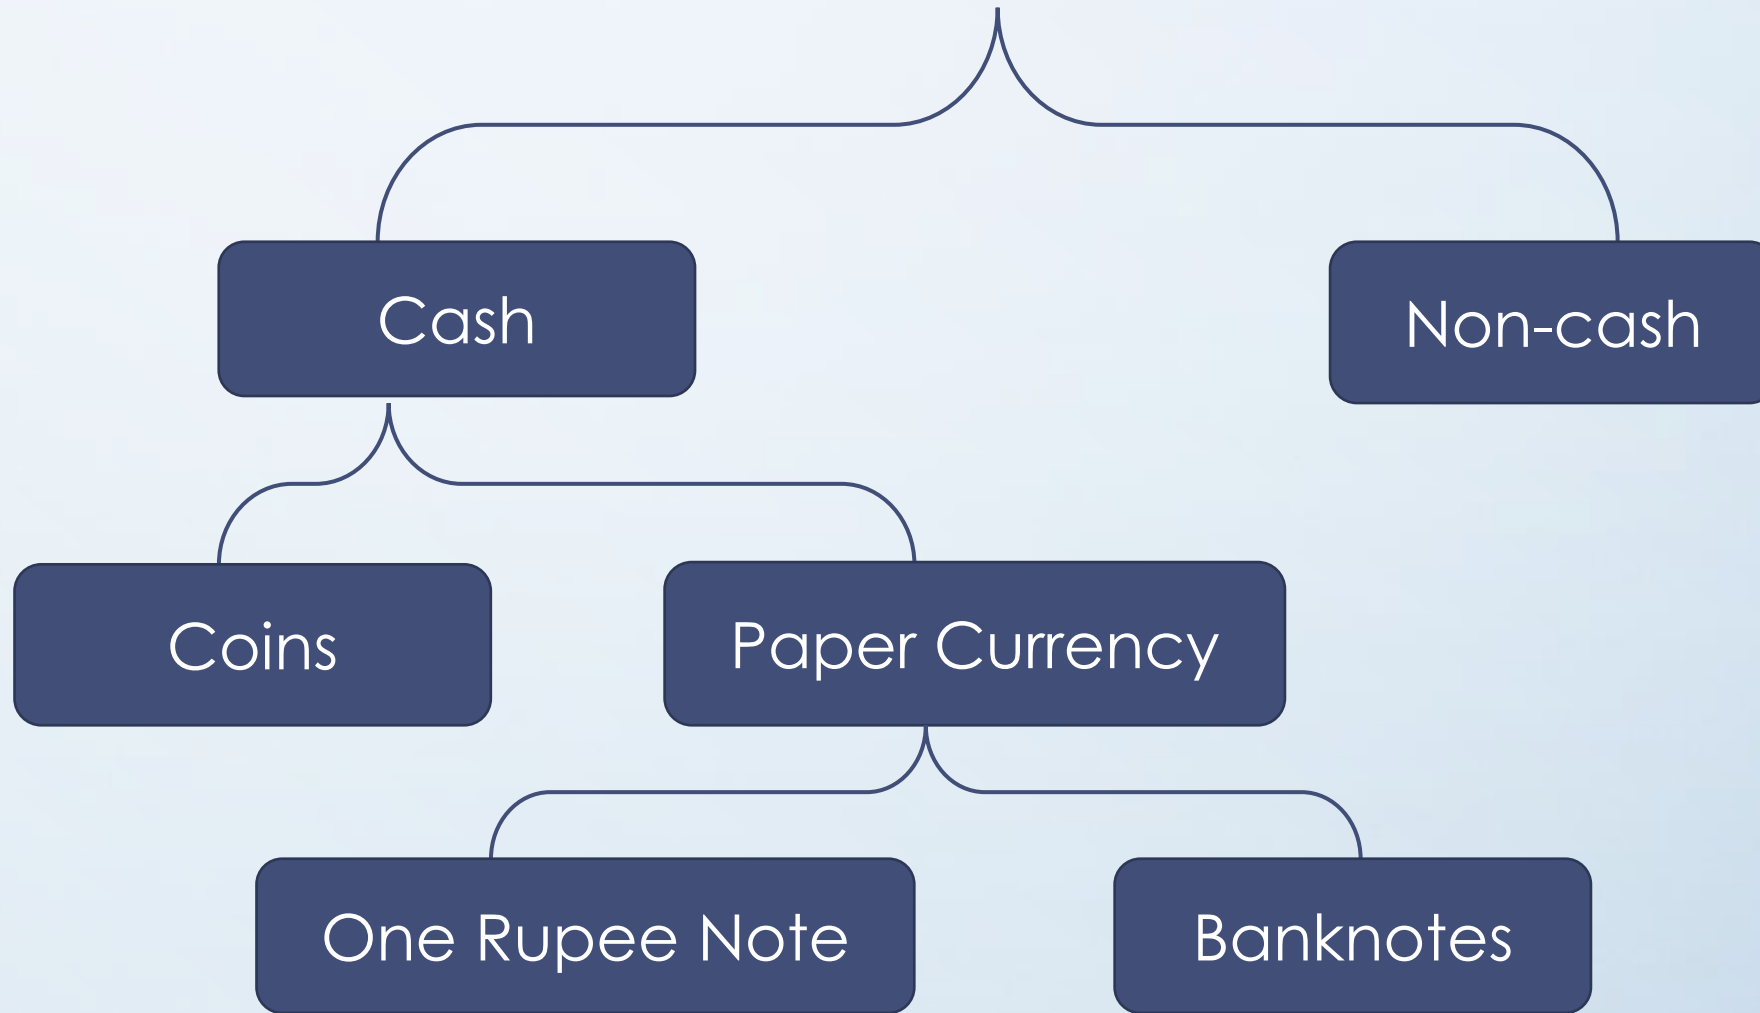 Cash
Non-cash
Coins
Paper Currency
One Rupee Note
Banknotes